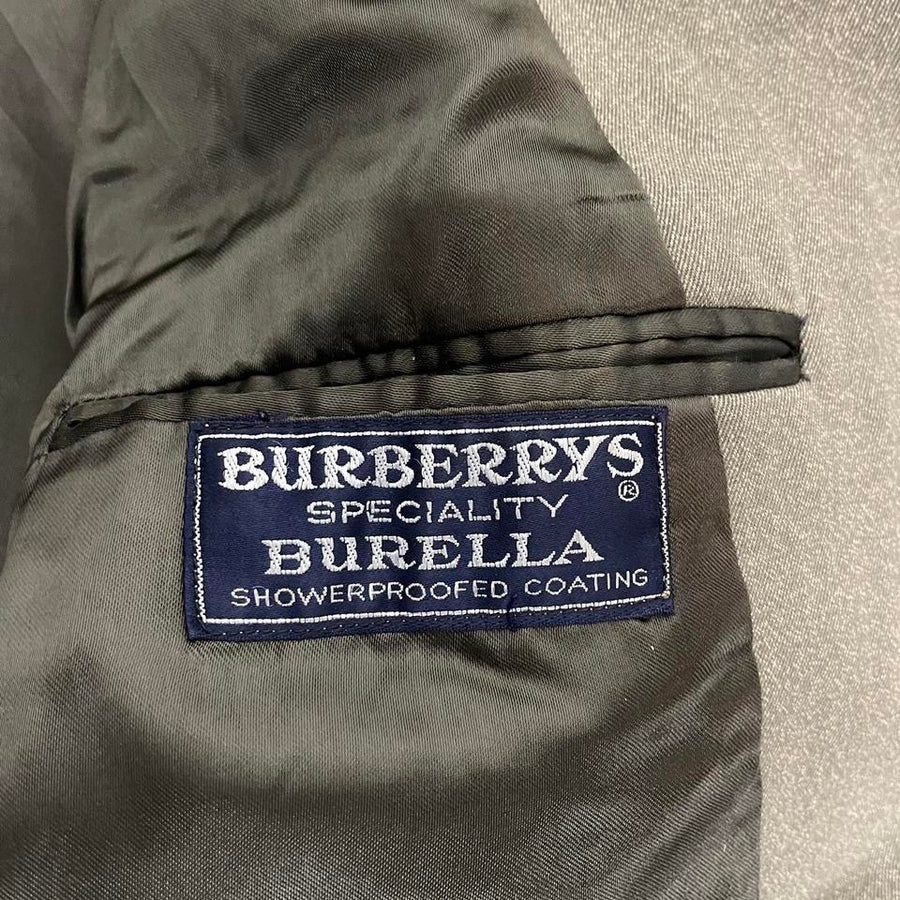 BURBERRYS®
SPECIALITY
BURELLA
SHOWERPROOFED COATING